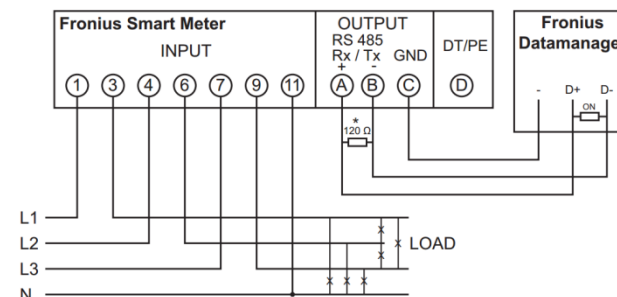 Fronius Smart Meter
INPUT
OUTPUT
RS 485
Rx / Tx GND
+ -
DT/PE
Fronius
Datamanage
1 3 4 6 7 9 11
A B C D
- D+ D-
ON
*
120 Ω
L1
L2
L3
N
LOAD